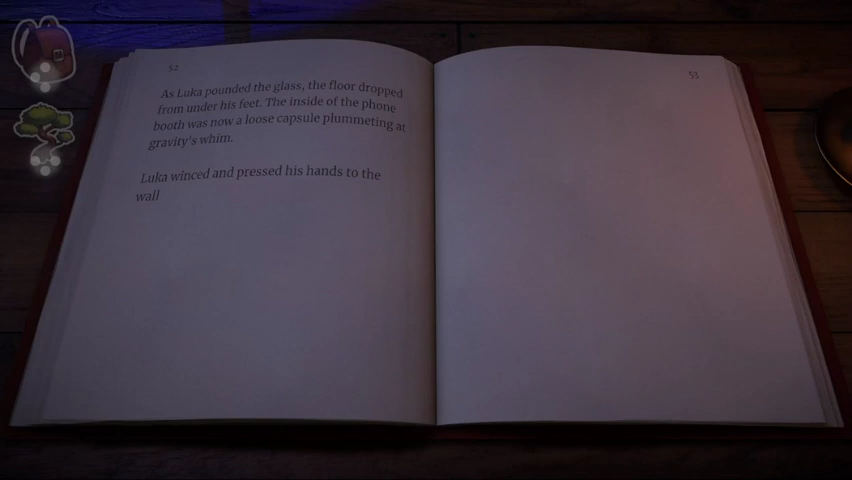 52
As Luka pounded the glass, the floor dropped
from under his feet. The inside of the phone
booth was now a loose capsule plummeting at
gravity's whim.
Luka winced and pressed his hands to the
wall
53